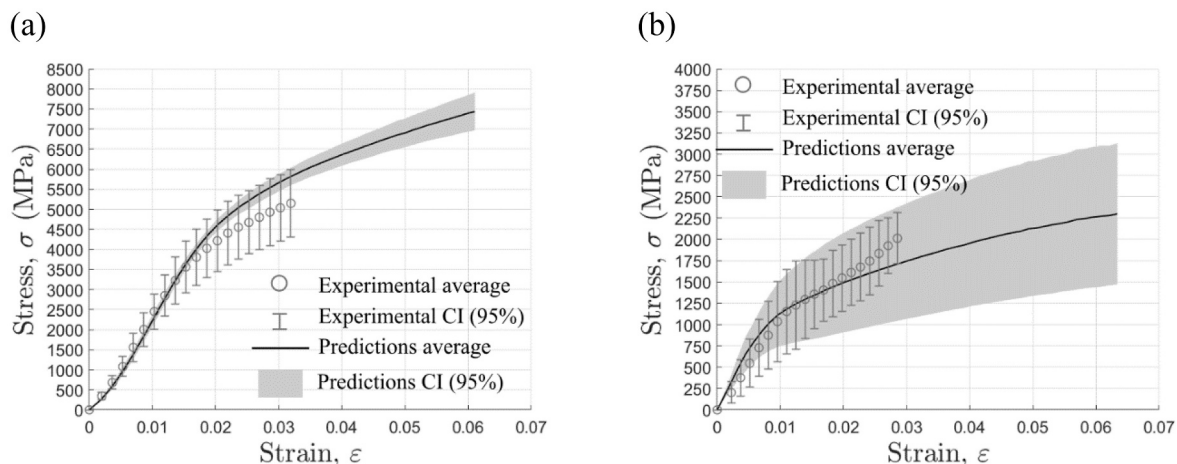 (a)
(b)
8500
8000
7500
7000
6500
6000
5500
5000
4500
4000
3500
3000
2500
2000
1500
1000
500
0
Stress, σ (MPa)
Experimental average
Experimental CI (95%)
Predictions average
Predictions CI (95%)
0 0.01 0.02 0.03 0.04 0.05 0.06 0.07
Strain, ε
4000
3750
3500
3250
3000
2750
2500
2250
2000
1750
1500
1250
1000
750
500
250
0
Stress, σ (MPa)
Experimental average
Experimental CI (95%)
Predictions average
Predictions CI (95%)
0 0.01 0.02 0.03 0.04 0.05 0.06 0.07
Strain, ε